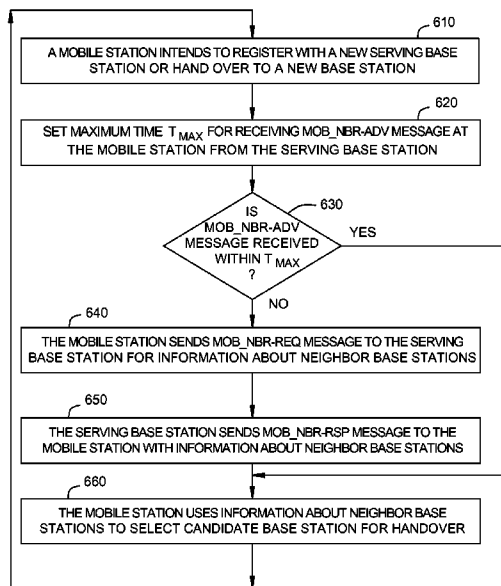 610
A MOBILE STATION INTENDS TO REGISTER WITH A NEW SERVING BASE
STATION OR HAND OVER TO A NEW BASE STATION
620
SET MAXIMUM TIME T MAX FOR RECEIVING MOB_NBR-ADV MESSAGE AT
THE MOBILE STATION FROM THE SERVING BASE STATION
630
IS
MOB_NBR-ADV
MESSAGE RECEIVED
WITHIN T MAX
?
YES
NO
640
THE MOBILE STATION SENDS MOB_NBR-REQ MESSAGE TO THE SERVING
BASE STATION FOR INFORMATION ABOUT NEIGHBOR BASE STATIONS
650
THE SERVING BASE STATION SENDS MOB_NBR-RSP MESSAGE TO THE
MOBILE STATION WITH INFORMATION ABOUT NEIGHBOR BASE STATIONS
660
THE MOBILE STATION USES INFORMATION ABOUT NEIGHBOR BASE
STATIONS TO SELECT CANDIDATE BASE STATION FOR HANDOVER